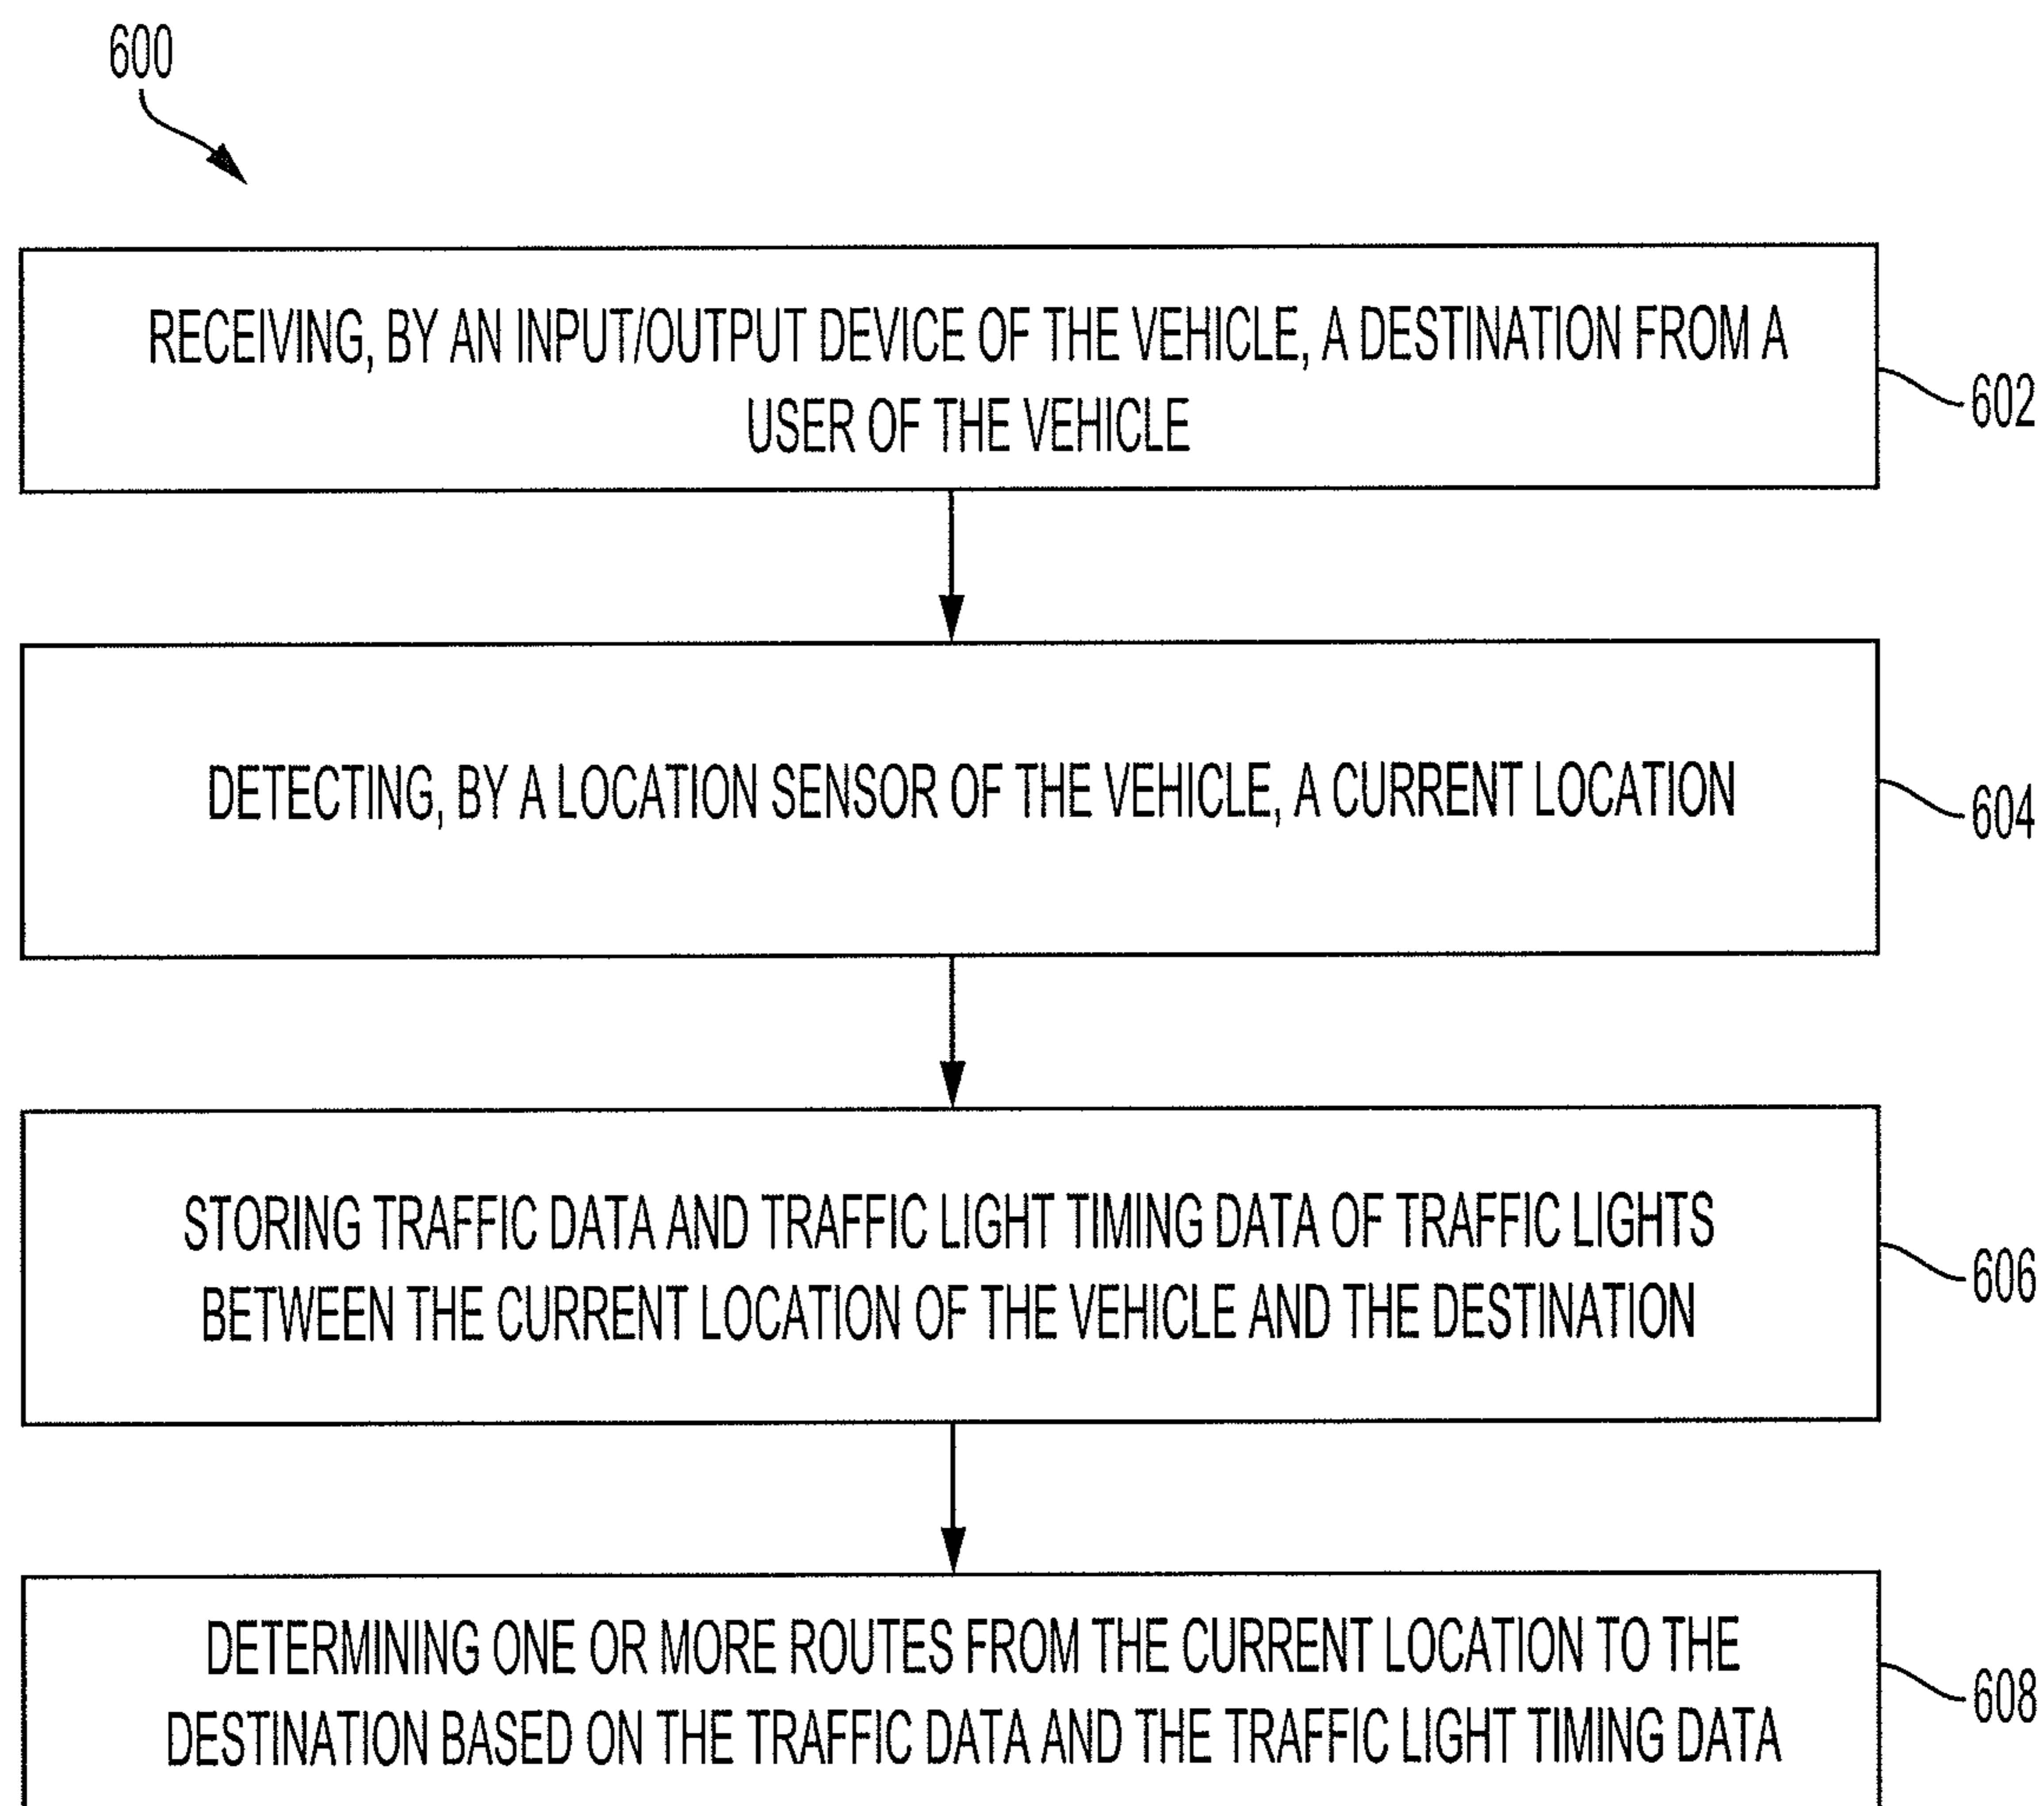 600
RECEIVING, BY AN INPUT/OUTPUT DEVICE OF THE VEHICLE, A DESTINATION FROM A
USER OF THE VEHICLE
602
DETECTING, BY A LOCATION SENSOR OF THE VEHICLE, A CURRENT LOCATION
604
STORING TRAFFIC DATA AND TRAFFIC LIGHT TIMING DATA OF TRAFFIC LIGHTS
BETWEEN THE CURRENT LOCATION OF THE VEHICLE AND THE DESTINATION
606
DETERMINING ONE OR MORE ROUTES FROM THE CURRENT LOCATION TO THE
DESTINATION BASED ON THE TRAFFIC DATA AND THE TRAFFIC LIGHT TIMING DATA
608